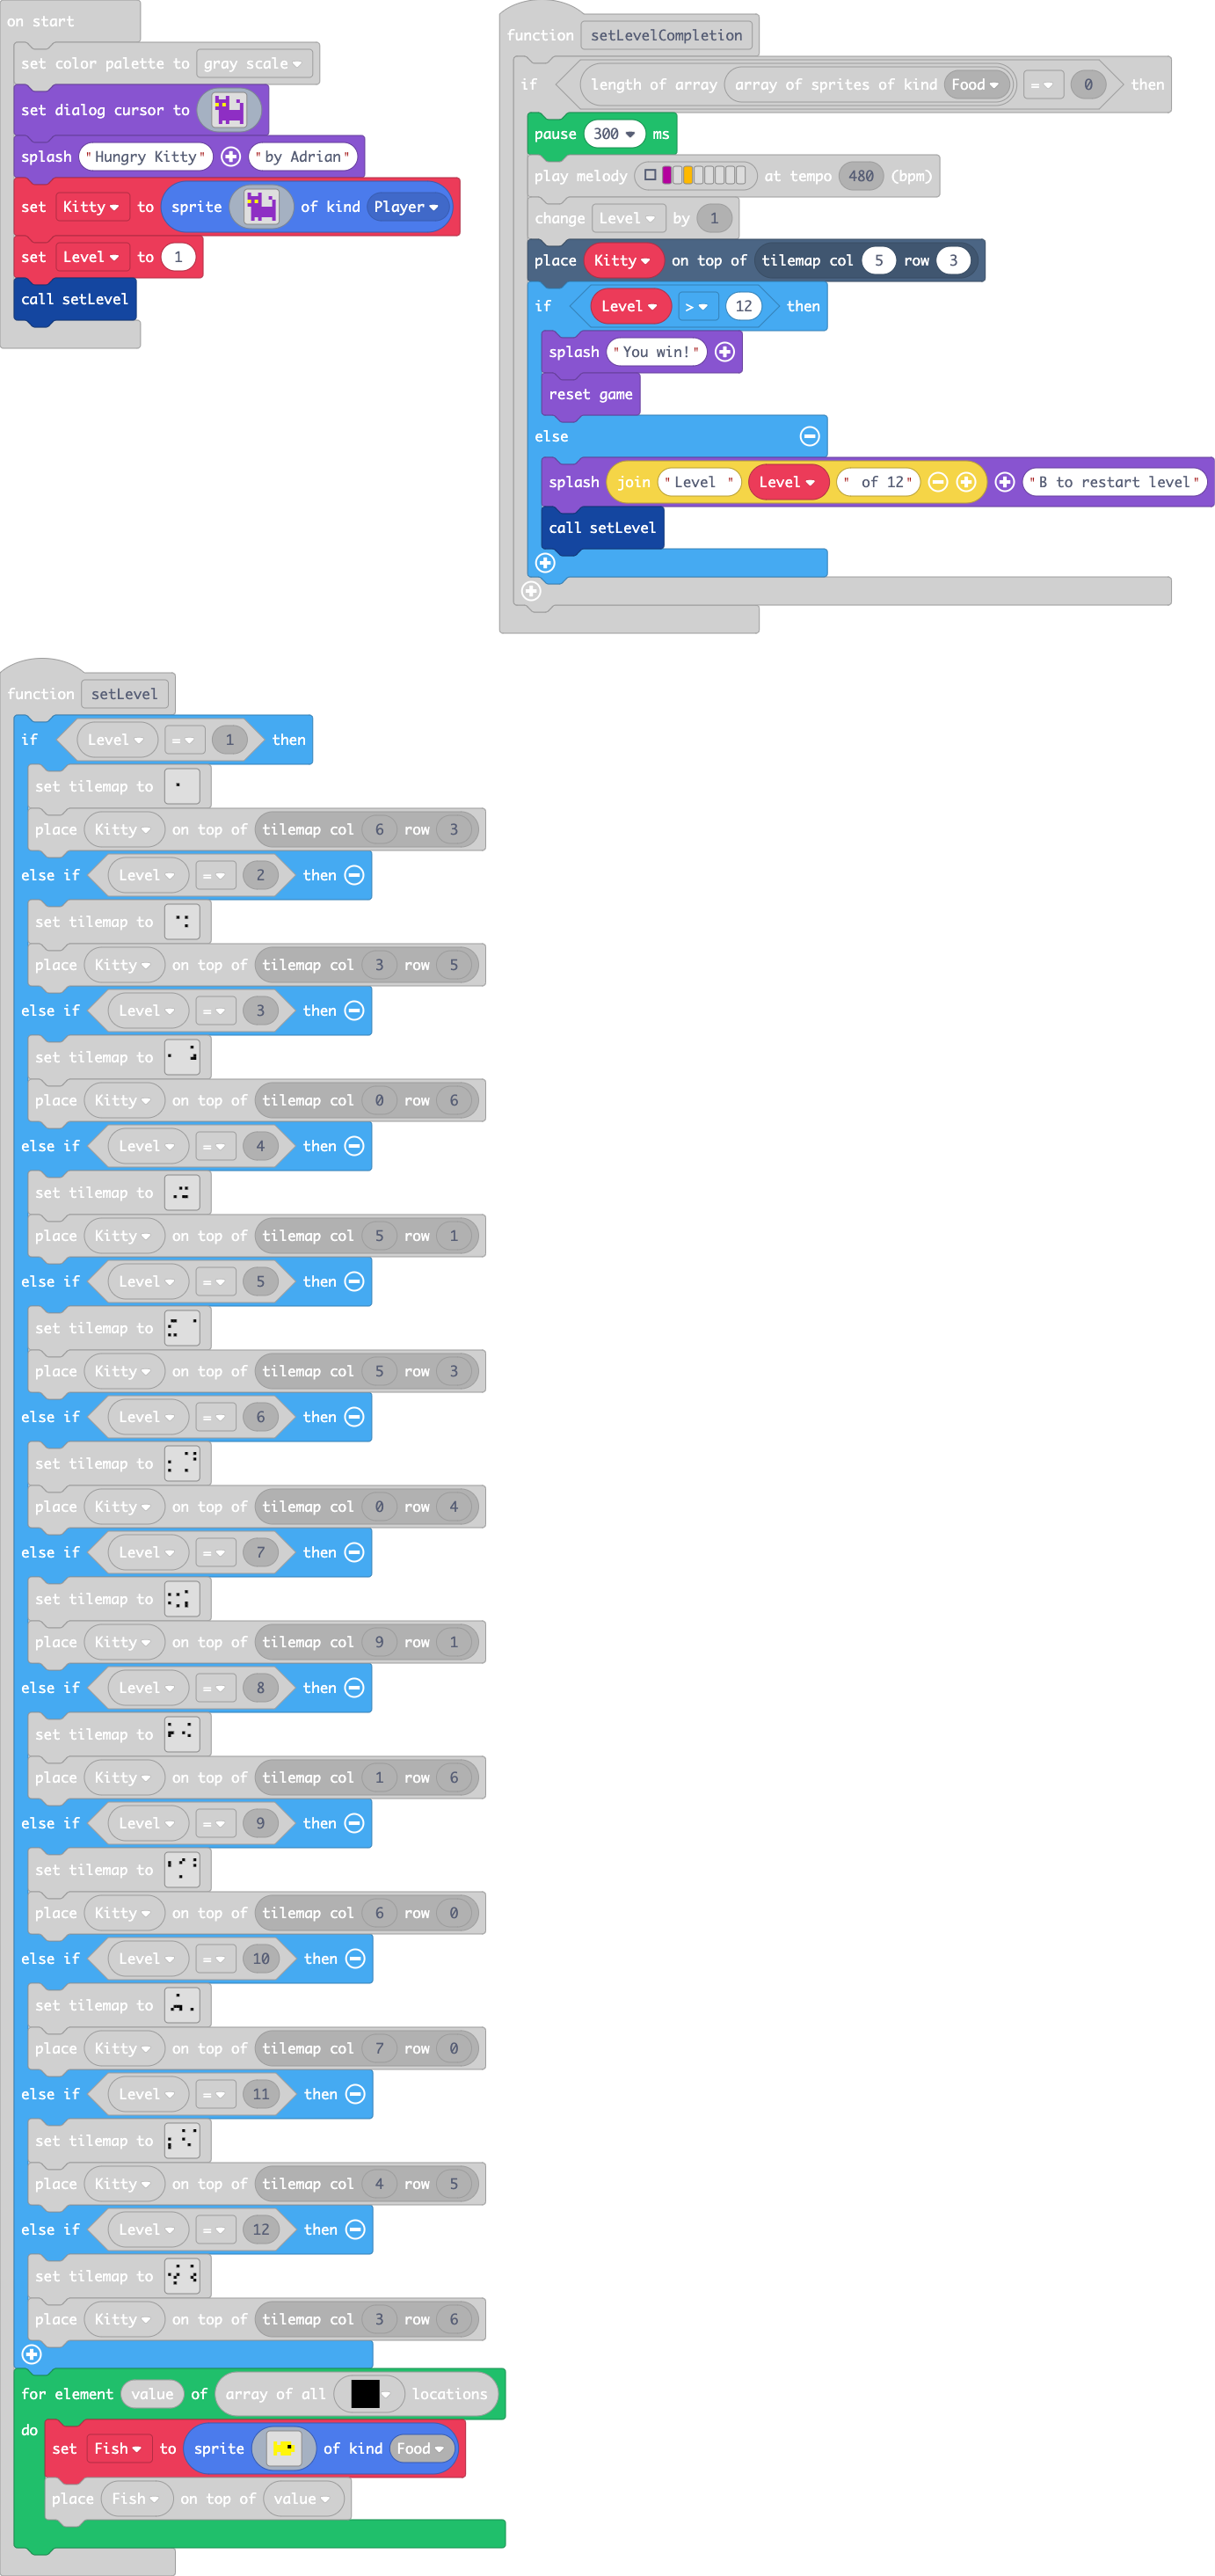 on start
set color palette to gray scale
set dialog cursor to
splash "Hungry Kitty" "by Adrian"
set Kitty to sprite of kind Player
set Level to 1
call setLevel
function setLevelCompletion
if length of array array of sprites of kind Food = 0 then
pause 300 ms
play melody at tempo 480 (bpm)
change Level by 1
place Kitty on top of tilemap col 5 row 3
if Level > 12 then
splash "You win!"
reset game
else
splash join "Level " Level " of 12" "B to restart level"
call setLevel
function setLevel
if Level = 1 then
set tilemap to
place Kitty on top of tilemap col 6 row 3
else if Level = 2 then
set tilemap to
place Kitty on top of tilemap col 3 row 5
else if Level = 3 then
set tilemap to
place Kitty on top of tilemap col 0 row 6
else if Level = 4 then
set tilemap to
place Kitty on top of tilemap col 5 row 1
else if Level = 5 then
set tilemap to
place Kitty on top of tilemap col 5 row 3
else if Level = 6 then
set tilemap to
place Kitty on top of tilemap col 0 row 4
else if Level = 7 then
set tilemap to
place Kitty on top of tilemap col 9 row 1
else if Level = 8 then
set tilemap to
place Kitty on top of tilemap col 1 row 6
else if Level = 9 then
set tilemap to
place Kitty on top of tilemap col 6 row 0
else if Level = 10 then
set tilemap to
place Kitty on top of tilemap col 7 row 0
else if Level = 11 then
set tilemap to
place Kitty on top of tilemap col 4 row 5
else if Level = 12 then
set tilemap to
place Kitty on top of tilemap col 3 row 6
for element value of array of all locations
do
set Fish to sprite of kind Food
place Fish on top of value